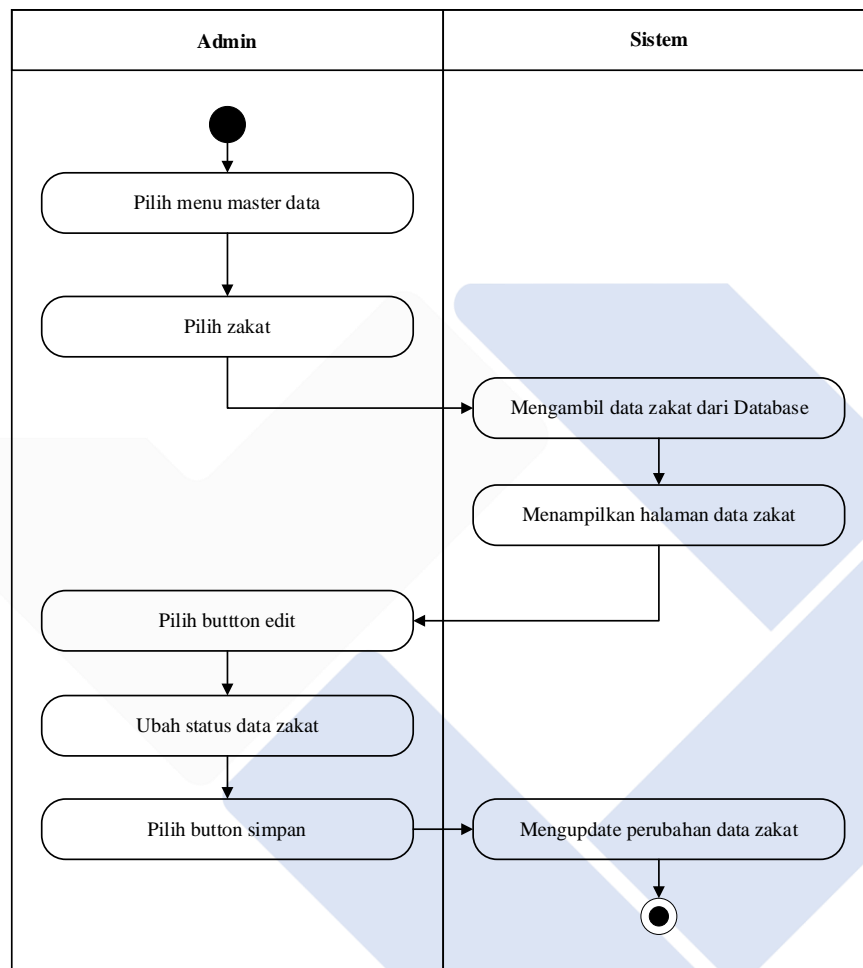 Admin
Sistem
Pilih menu master data
Pilih zakat
Mengambil data zakat dari Database
Menampilkan halaman data zakat
Pilih buttton edit
Ubah status data zakat
Pilih button simpan
Mengupdate perubahan data zakat